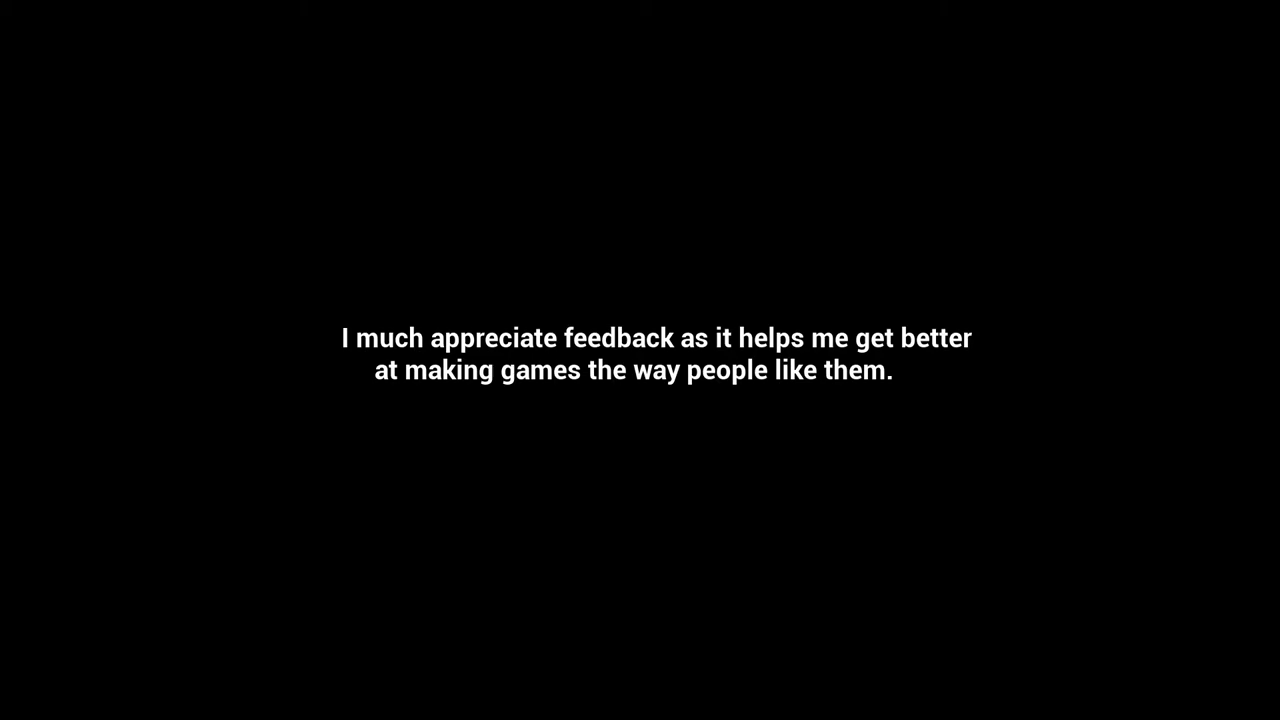 I much appreciate feedback as it helps me get better
at making games the way people like them.